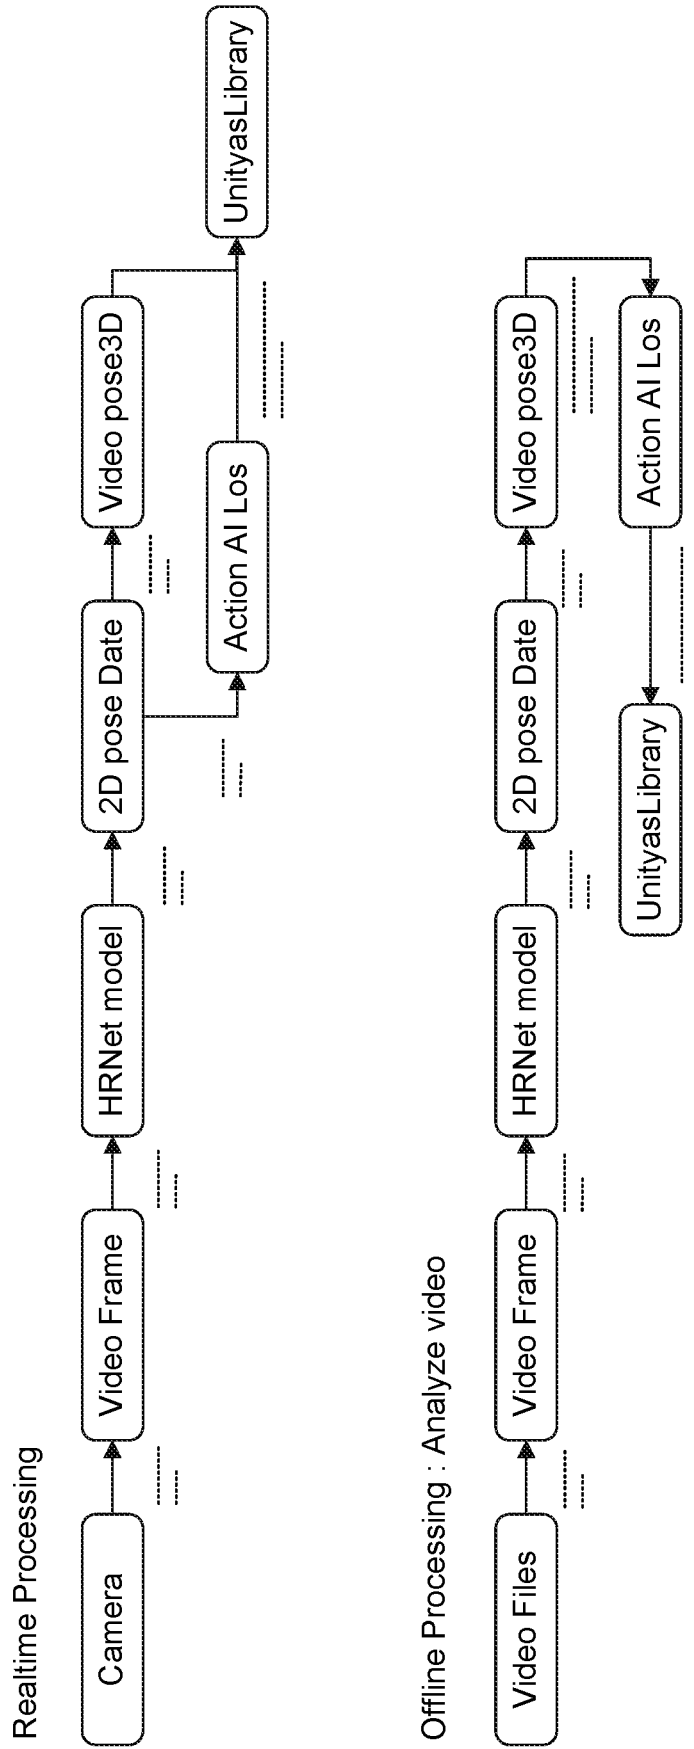 Realtime Processing
Camera
Video Frame
HRNet model
2D pose Date
Video pose3D
Action AI Los
UnityasLibrary
Offline Processing : Analyze video
Video Files
Video Frame
HRNet model
2D pose Date
Video pose3D
Action AI Los
UnityasLibrary